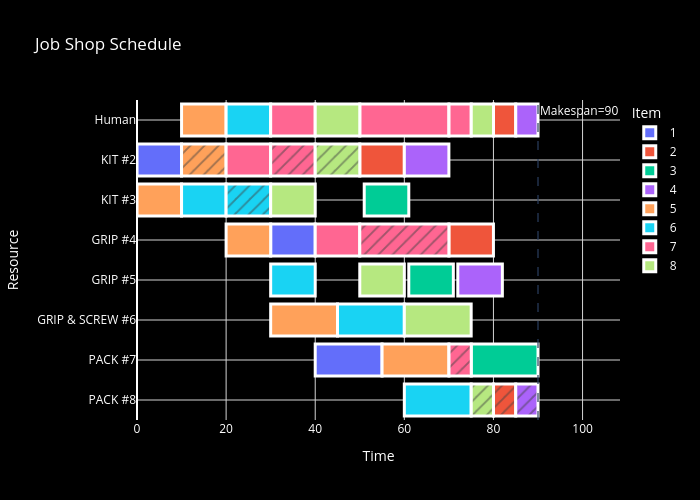 Job Shop Schedule
Makespan=90
Human
KIT #2
KIT #3
GRIP #4
GRIP #5
GRIP & SCREW #6
PACK #7
PACK #8
Resource
0 20 40 60 80 100
Time
Item
1
2
3
4
5
6
7
8